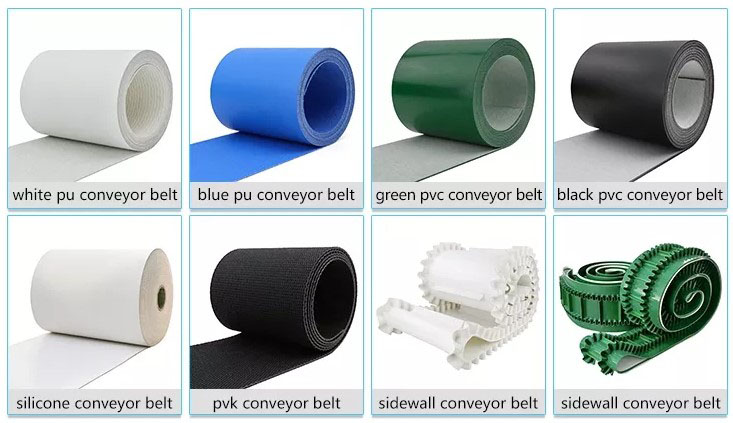 white pu conveyor belt
blue pu conveyor belt
green pvc conveyor belt
black pvc conveyor belt
silicone conveyor belt
pvk conveyor belt
sidewall conveyor belt
sidewall conveyor belt